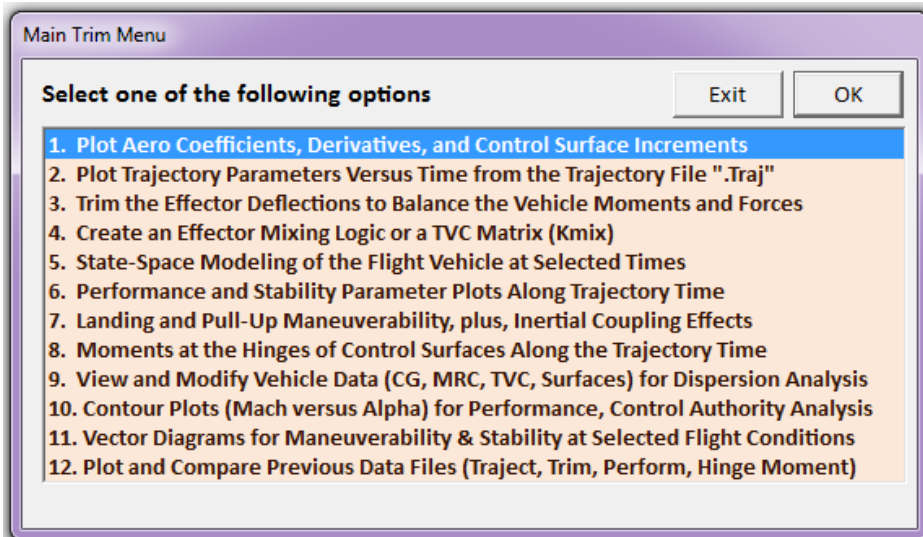 Main Trim Menu
Select one of the following options
Exit
OK
1. Plot Aero Coefficients, Derivatives, and Control Surface Increments
2. Plot Trajectory Parameters Versus Time from the Trajectory File ".Traj"
3. Trim the Effector Deflections to Balance the Vehicle Moments and Forces
4. Create an Effector Mixing Logic or a TVC Matrix (Kmix)
5. State-Space Modeling of the Flight Vehicle at Selected Times
6. Performance and Stability Parameter Plots Along Trajectory Time
7. Landing and Pull-Up Maneuverability, plus, Inertial Coupling Effects
8. Moments at the Hinges of Control Surfaces Along the Trajectory Time
9. View and Modify Vehicle Data (CG, MRC, TVC, Surfaces) for Dispersion Analysis
10. Contour Plots (Mach versus Alpha) for Performance, Control Authority Analysis
11. Vector Diagrams for Maneuverability & Stability at Selected Flight Conditions
12. Plot and Compare Previous Data Files (Traject, Trim, Perform, Hinge Moment)